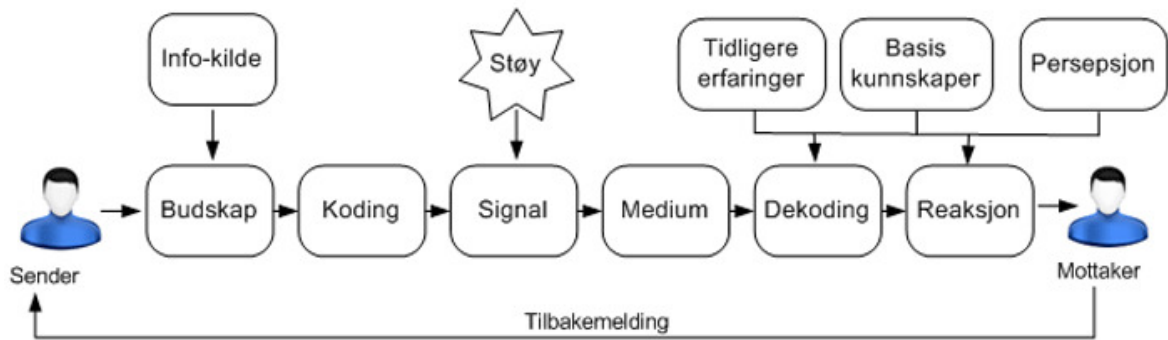 Info-kilde
Støy
Tidligere
erfaringer
Basis
kunnskaper
Persepsjon
Budskap
Koding
Signal
Medium
Dekoding
Reaksjon
Sender
Mottaker
Tilbakemelding